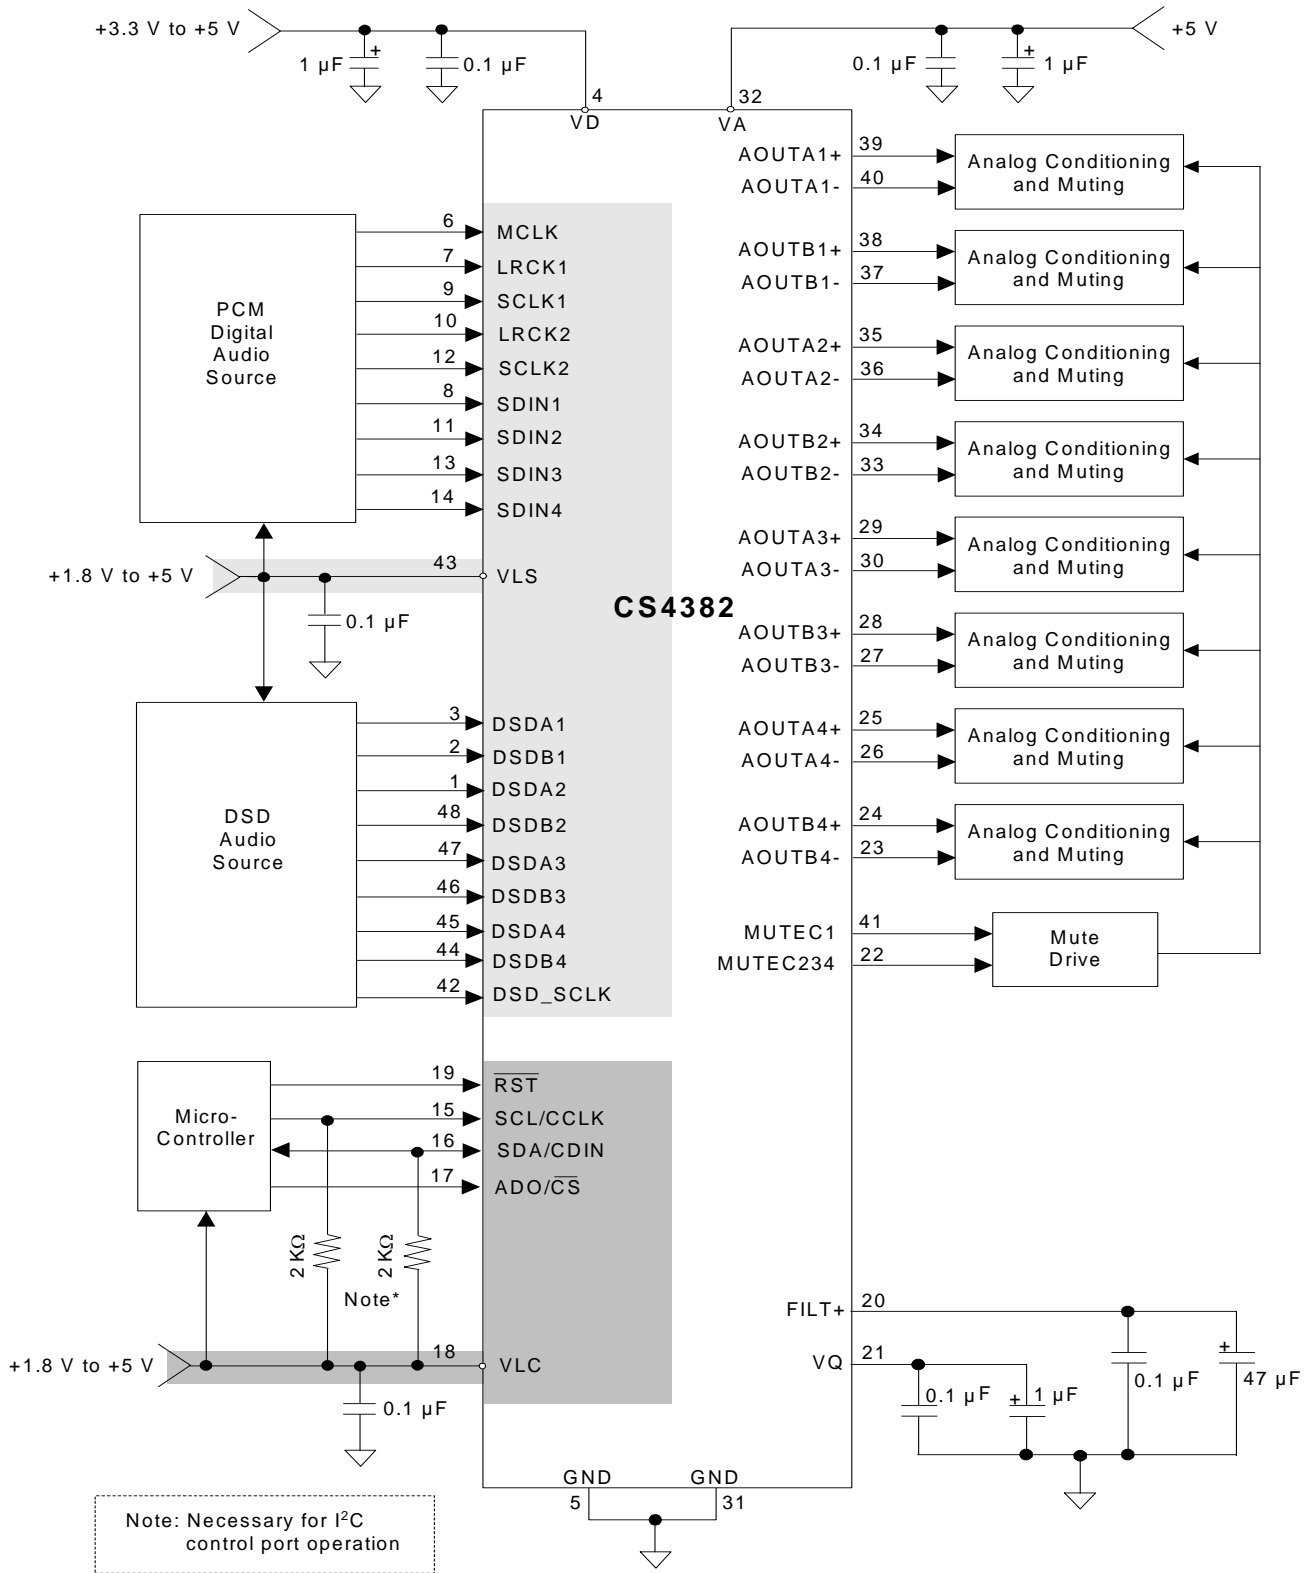 +3.3 V to +5 V
1 µF
+
0.1 µF
4
VD
+5 V
0.1 µF
+
1 µF
32
VA
PCM
Digital
Audio
Source
6
MCLK
7
LRCK1
9
SCLK1
10
LRCK2
12
SCLK2
8
SDIN1
11
SDIN2
13
SDIN3
14
SDIN4
+1.8 V to +5 V
43
VLS
0.1 µF
CS4382
DSD
Audio
Source
3
DSDA1
2
DSDB1
1
DSDA2
48
DSDB2
47
DSDA3
46
DSDB3
45
DSDA4
44
DSDB4
42
DSD_SCLK
Micro-
Controller
19
RST
15
SCL/CCLK
16
SDA/CDIN
17
ADO/CS
2 KΩ
2 KΩ
Note*
+1.8 V to +5 V
18
VLC
0.1 µF
AOUTA1+
39
AOUTA1-
40
Analog Conditioning
and Muting
AOUTB1+
38
AOUTB1-
37
Analog Conditioning
and Muting
AOUTA2+
35
AOUTA2-
36
Analog Conditioning
and Muting
AOUTB2+
34
AOUTB2-
33
Analog Conditioning
and Muting
AOUTA3+
29
AOUTA3-
30
Analog Conditioning
and Muting
AOUTB3+
28
AOUTB3-
27
Analog Conditioning
and Muting
AOUTA4+
25
AOUTA4-
26
Analog Conditioning
and Muting
AOUTB4+
24
AOUTB4-
23
Analog Conditioning
and Muting
MUTEC1
41
MUTEC234
22
Mute
Drive
FILT+
20
VQ
21
0.1 µF
+
1 µF
0.1 µF
+
47 µF
GND
5
GND
31
Note: Necessary for I²C
control port operation